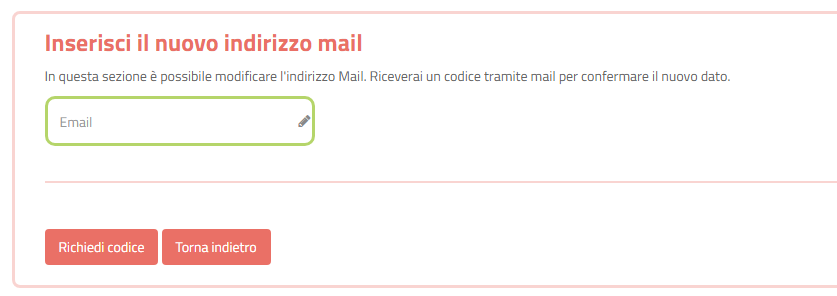 Inserisci il nuovo indirizzo mail
In questa sezione è possibile modificare l'indirizzo Mail. Riceverai un codice tramite mail per confermare il nuovo dato.
Email
Richiedi codice
Torna indietro